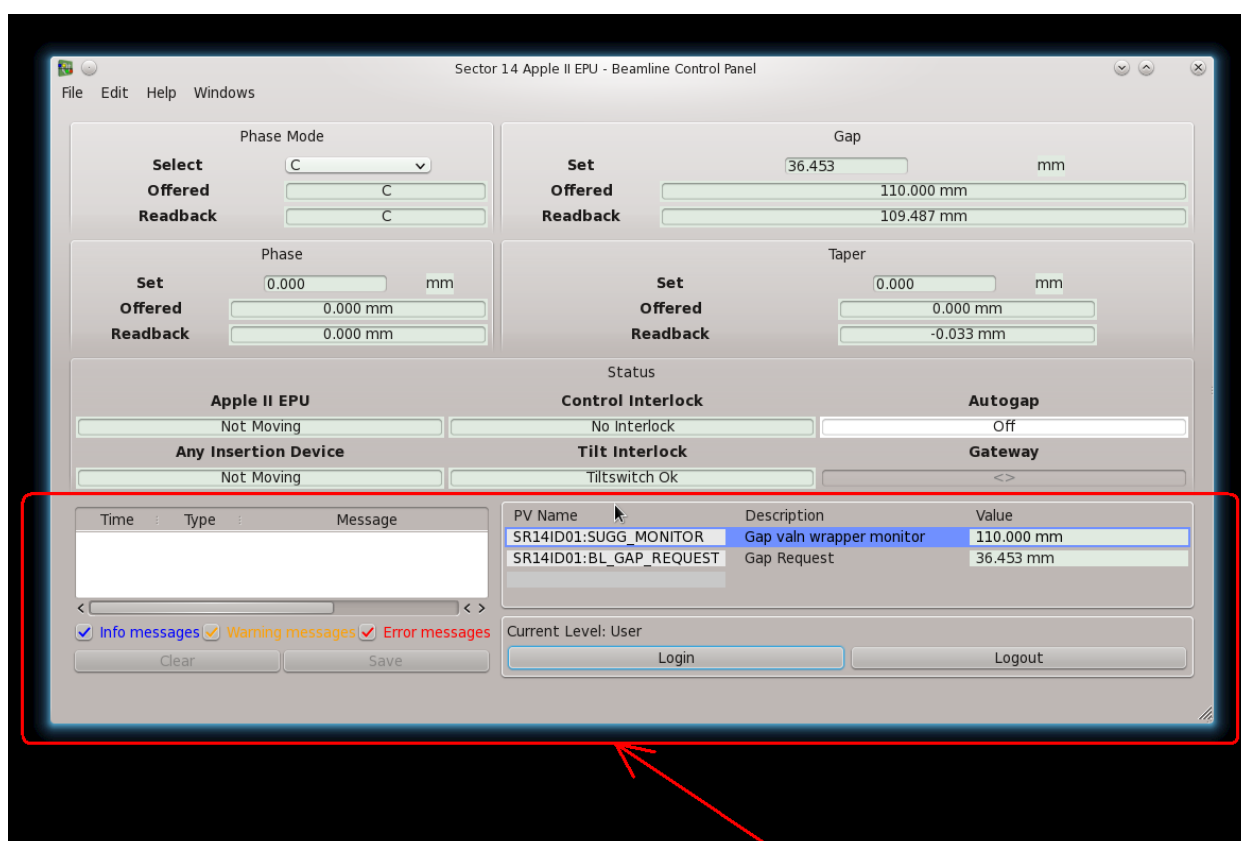 Sector 14 Apple II EPU - Beamline Control Panel
File Edit Help Windows
Phase Mode
Select C
Offered C
Readback C
Gap
Set 36.453 mm
Offered 110.000 mm
Readback 109.487 mm
Phase
Set 0.000 mm
Offered 0.000 mm
Readback 0.000 mm
Taper
Set 0.000 mm
Offered 0.000 mm
Readback -0.033 mm
Status
Apple II EPU Control Interlock Autogap
Not Moving No Interlock Off
Any Insertion Device Tilt Interlock Gateway
Not Moving Tiltswitch Ok <>
Time Type Message
Info messages Warning messages Error messages
Clear Save
PV Name Description Value
SR14ID01:SUGG_MONITOR Gap valn wrapper monitor 110.000 mm
SR14ID01:BL_GAP_REQUEST Gap Request 36.453 mm
Current Level: User
Login Logout